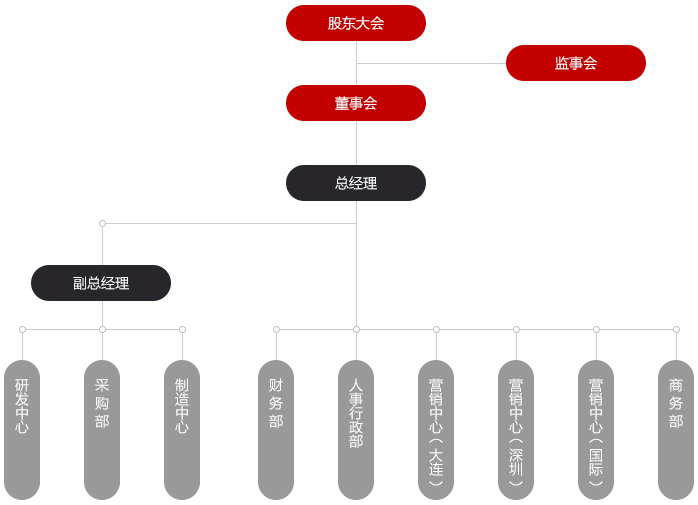 股东大会
监事会
董事会
总经理
副总经理
研发中心
采购部
制造中心
财务部
人事行政部
营销中心（大连）
营销中心（深圳）
营销中心（国际）
商务部